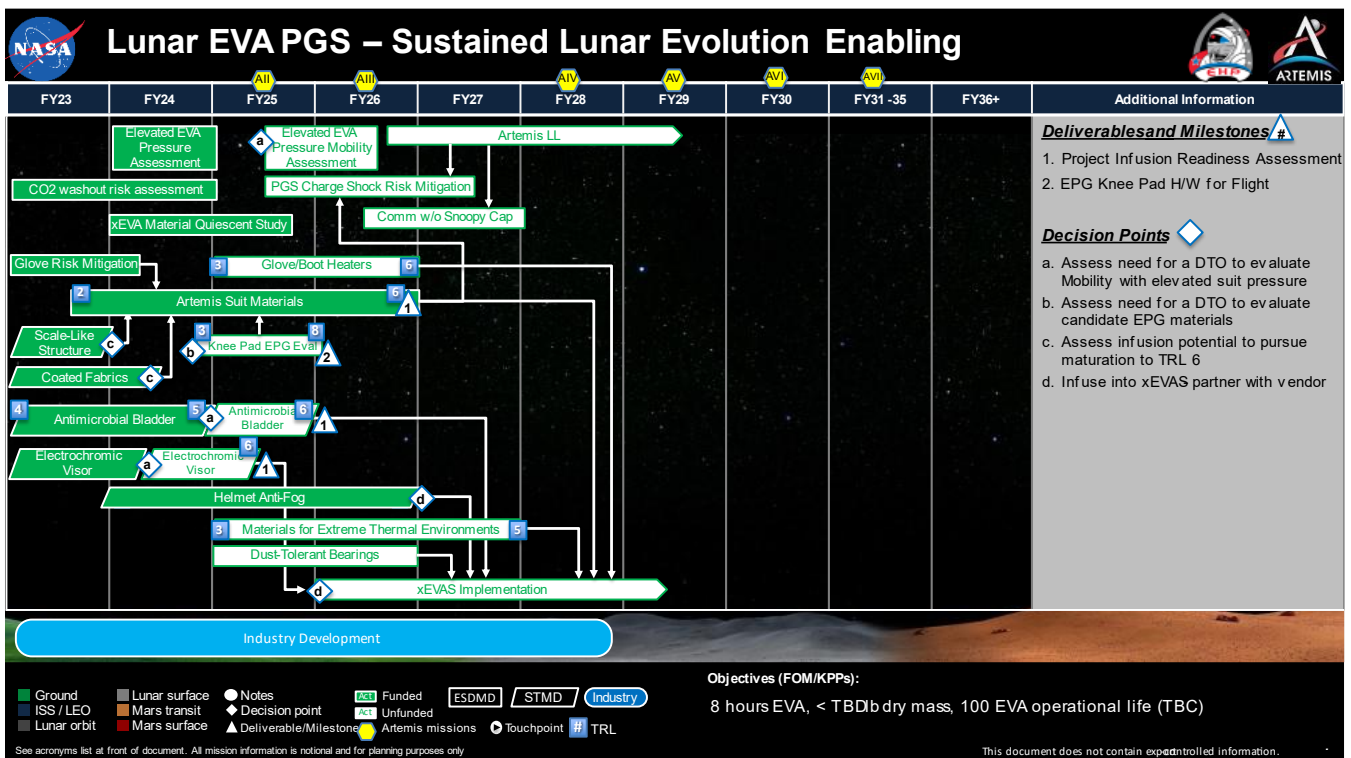 NASA
Lunar EVA PGS – Sustained Lunar Evolution Enabling
EHP
ARTEMIS
AII
AIII
AIV
AV
AVI
AVII
FY23
FY24
FY25
FY26
FY27
FY28
FY29
FY30
FY31 -35
FY36+
Additional Information
Elevated EVA
Pressure
Assessment
a
Elevated EVA
Pressure Mobility
Assessment
Artemis LL
CO2 washout risk assessment
PGS Charge Shock Risk Mitigation
xEVA Material Quiescent Study
Comm w/o Snoopy Cap
Glove Risk Mitigation
3
Glove/Boot Heaters
6
2
Artemis Suit Materials
6
1
Scale-Like
Structure
c
b
3
Knee Pad EPG Eval
8
2
Coated Fabrics
c
4
Antimicrobial Bladder
5
a
Antimicrobial
Bladder
6
1
Electrochromic
Visor
a
Electrochromic
Visor
6
1
Helmet Anti-Fog
d
3
Materials for Extreme Thermal Environments
5
Dust-Tolerant Bearings
d
xEVAS Implementation
Deliverablesand Milestones
#
1. Project Infusion Readiness Assessment
2. EPG Knee Pad H/W for Flight
Decision Points
a. Assess need for a DTO to evaluate
Mobility with elevated suit pressure
b. Assess need for a DTO to evaluate
candidate EPG materials
c. Assess infusion potential to pursue
maturation to TRL 6
d. Infuse into xEVAS partner with vendor
Industry Development
Ground
ISS / LEO
Lunar orbit
Lunar surface
Mars transit
Mars surface
Notes
Decision point
Deliverable/Milestone
Act
Funded
Act
Unfunded
Artemis missions
ESDMD
STMD
Industry
Touchpoint
#
TRL
Objectives (FOM/KPPs):
8 hours EVA, < TBDlb dry mass, 100 EVA operational life (TBC)
See acronyms list at front of document. All mission information is notional and for planning purposes only
This document does not contain export controlled information.